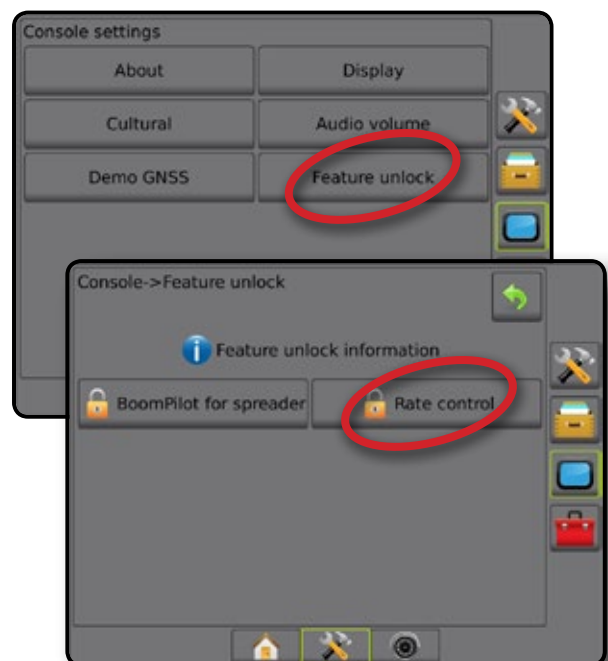 Console settings
About
Display
Cultural
Audio volume
Demo GNSS
Feature unlock
Console->Feature unlock
Feature unlock information
BoomPilot for spreader
Rate control